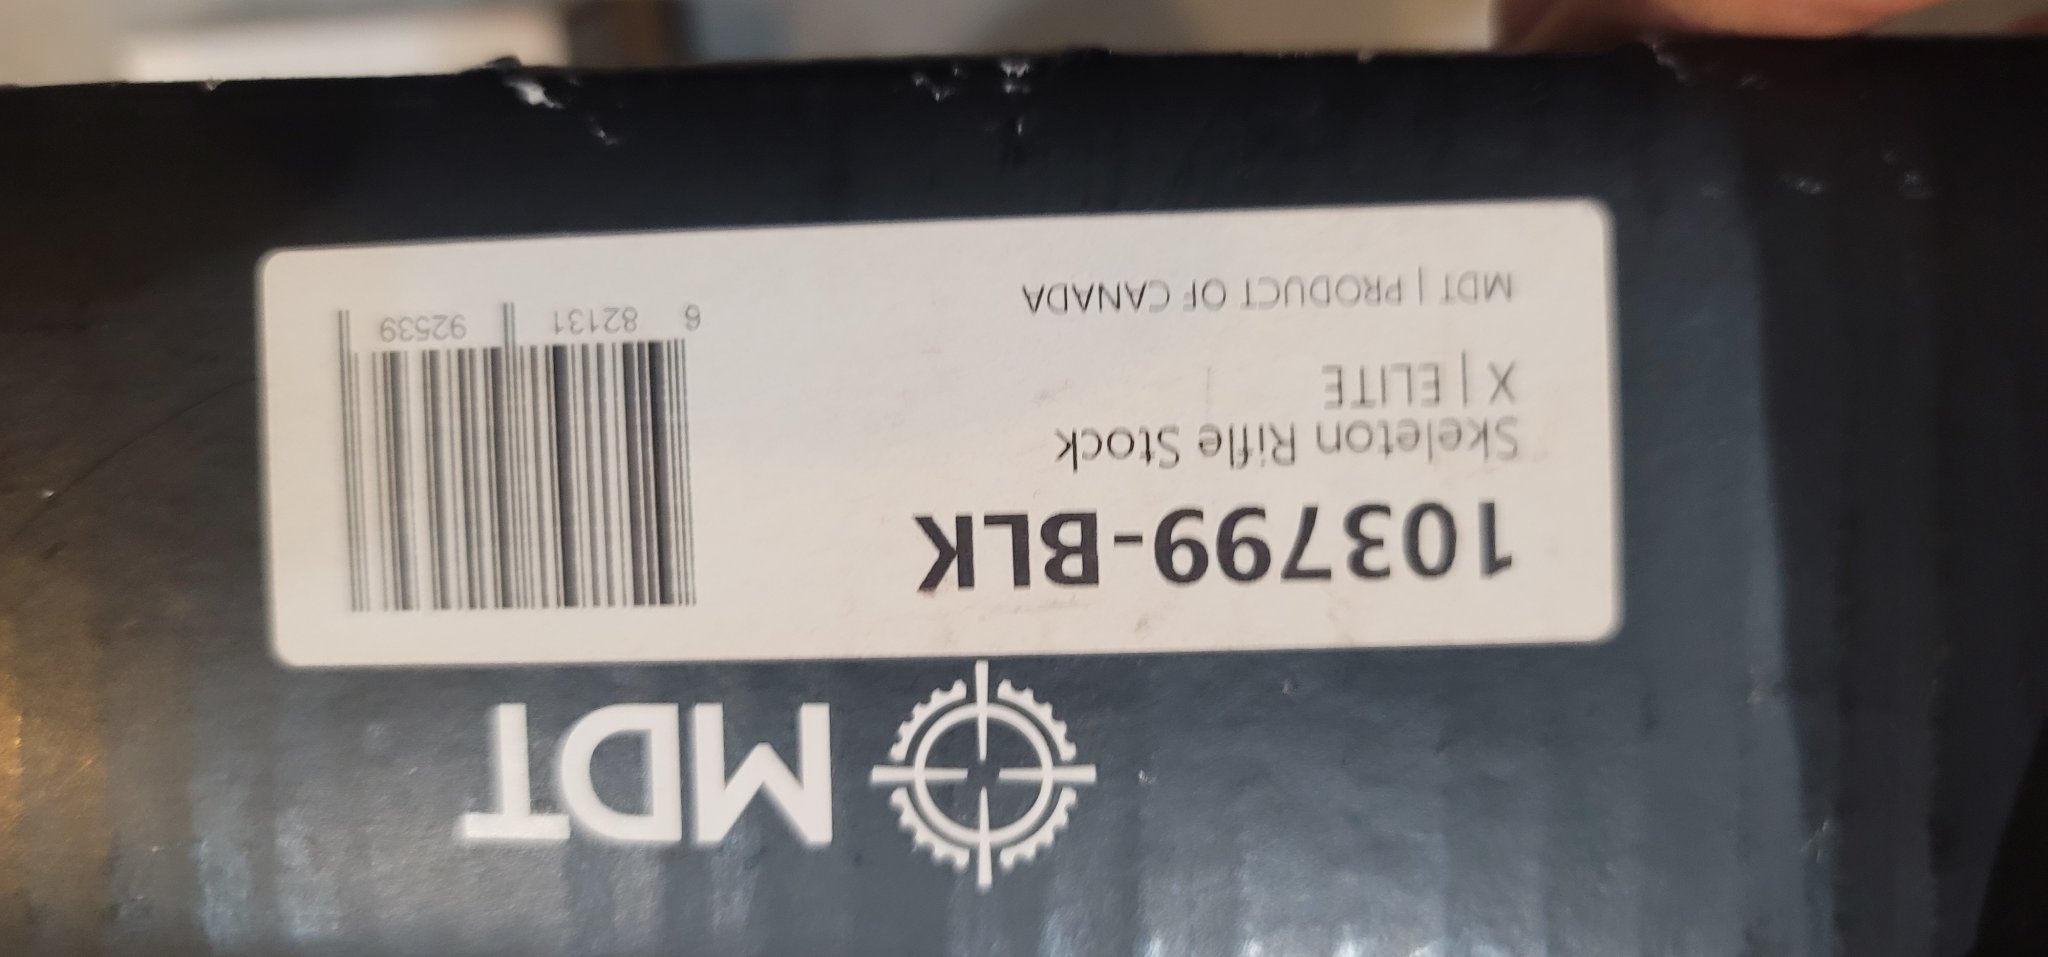 MDT
103799-BLK
Skeleton Rifle Stock
X | ELITE
MDT | PRODUCT OF CANADA
6 82131 92539